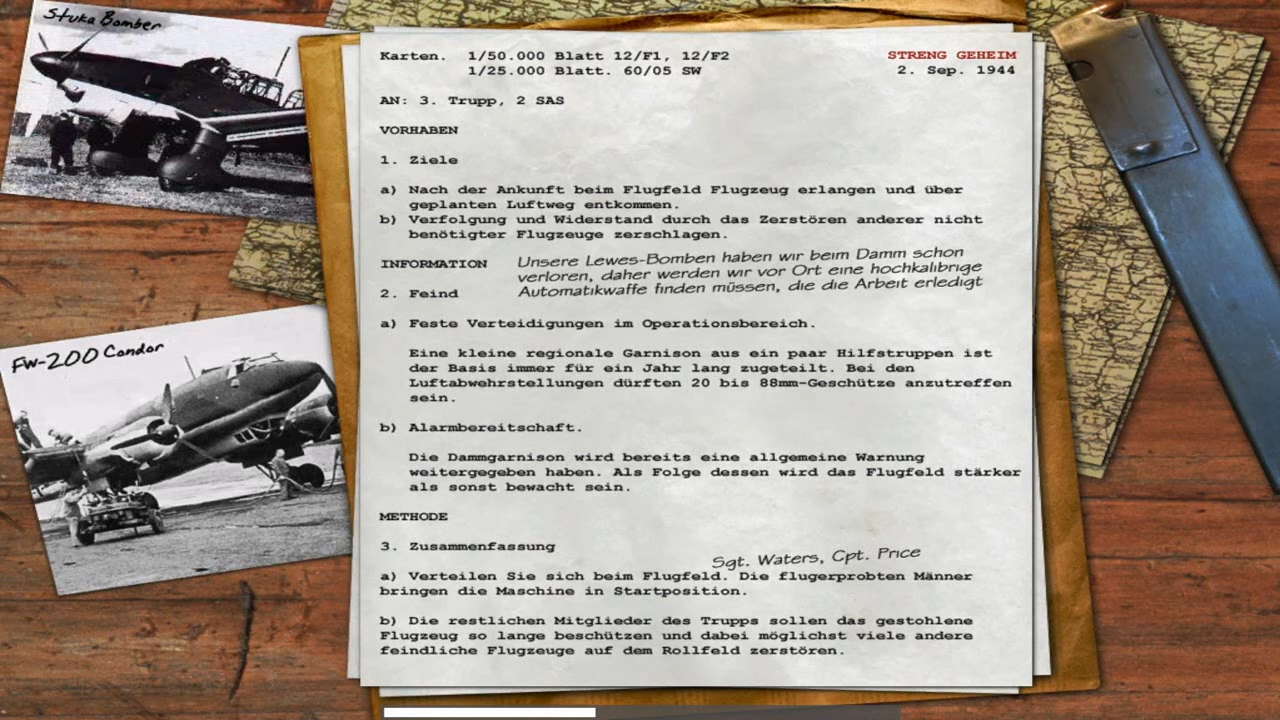 Stuka Bomber
Karten. 1/50.000 Blatt 12/F1, 12/F2
1/25.000 Blatt. 60/05 SW
STRENG GEHEIM
2. Sep. 1944
AN: 3. Trupp, 2 SAS
VORHABEN
1. Ziele
a) Nach der Ankunft beim Flugfeld Flugzeug erlangen und über
geplanten Luftweg entkommen.
b) Verfolgung und Widerstand durch das Zerstören anderer nicht
benötigter Flugzeuge zerschlagen.
INFORMATION
Unsere Lewes-Bomben haben wir beim Damm schon
verloren, daher werden wir vor Ort eine hochkalibrige
Automatikwaffe finden müssen, die die Arbeit erledigt
2. Feind
a) Feste Verteidigungen im Operationsbereich.
FW-200 Condor
Eine kleine regionale Garnison aus ein paar Hilfstruppen ist
der Basis immer für ein Jahr lang zugeteilt. Bei den
Luftabwehrstellungen dürften 20 bis 88mm-Geschütze anzutreffen
sein.
b) Alarmbereitschaft.
Die Dammgarnison wird bereits eine allgemeine Warnung
weitergegeben haben. Als Folge dessen wird das Flugfeld stärker
als sonst bewacht sein.
METHODE
3. Zusammenfassung
Sgt. Waters, Cpt. Price
a) Verteilen Sie sich beim Flugfeld. Die flugerprobten Männer
bringen die Maschine in Startposition.
b) Die restlichen Mitglieder des Trupps sollen das gestohlene
Flugzeug so lange beschützen und dabei möglichst viele andere
feindliche Flugzeuge auf dem Rollfeld zerstören.